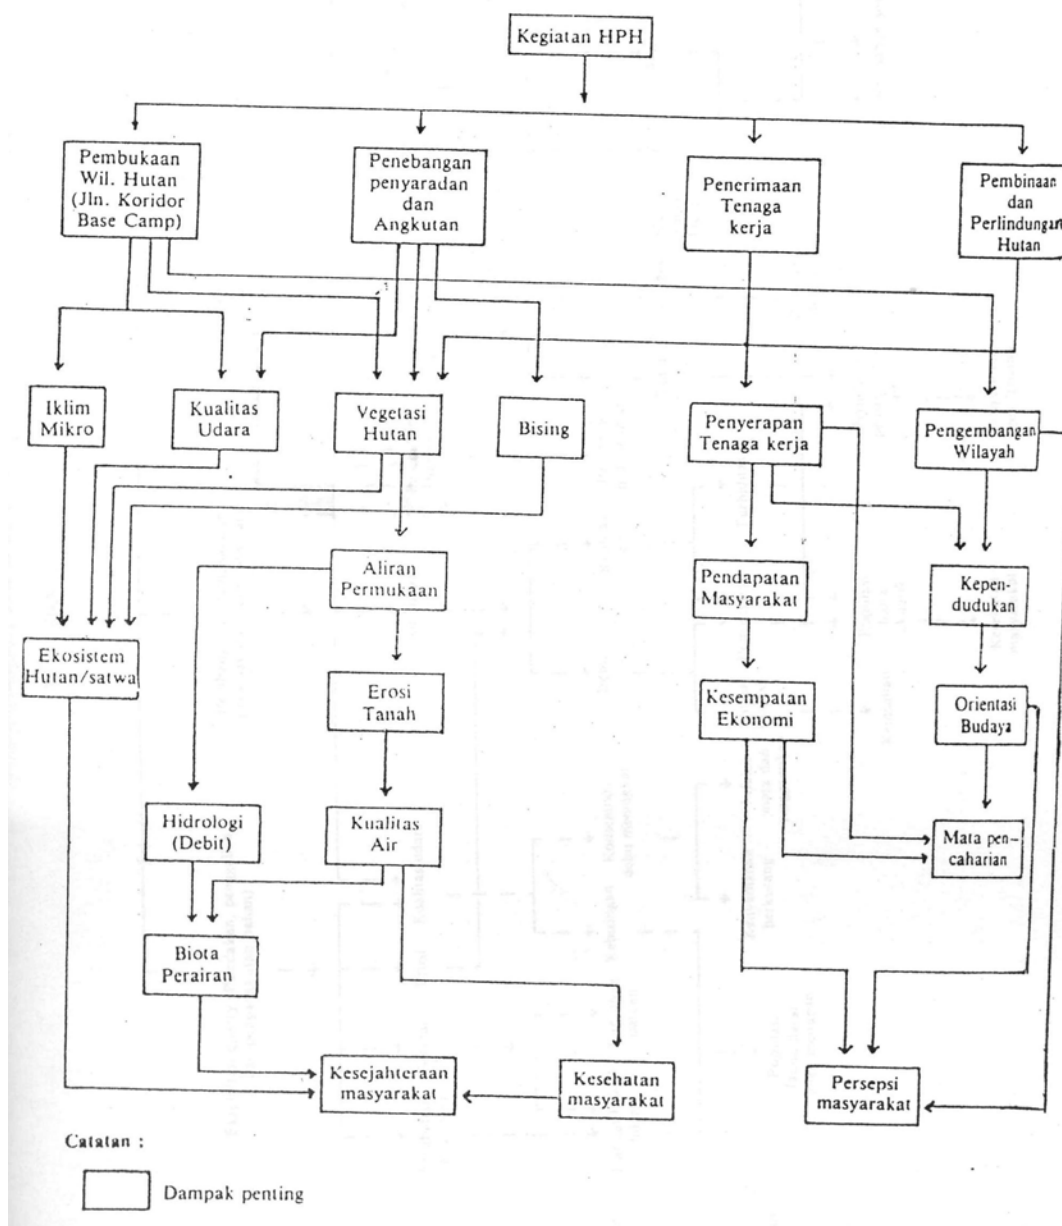 Kegiatan HPH
Pembukaan
Wil. Hutan
(Jln. Koridor
Base Camp)
Penebangan
penyaradan
dan
Angkutan
Penerimaan
Tenaga
kerja
Pembinaan
dan
Perlindungan
Hutan
Iklim
Mikro
Kualitas
Udara
Vegetasi
Hutan
Bising
Penyerapan
Tenaga kerja
Pengembangan
Wilayah
Aliran
Permukaan
Pendapatan
Masyarakat
Kepen-
dudukan
Ekosistem
Hutan/satwa
Erosi
Tanah
Kesempatan
Ekonomi
Orientasi
Budaya
Hidrologi
(Debit)
Kualitas
Air
Mata pen-
caharian
Biota
Perairan
Kesejahteraan
masyarakat
Kesehatan
masyarakat
Persepsi
masyarakat
Catatan :
Dampak penting